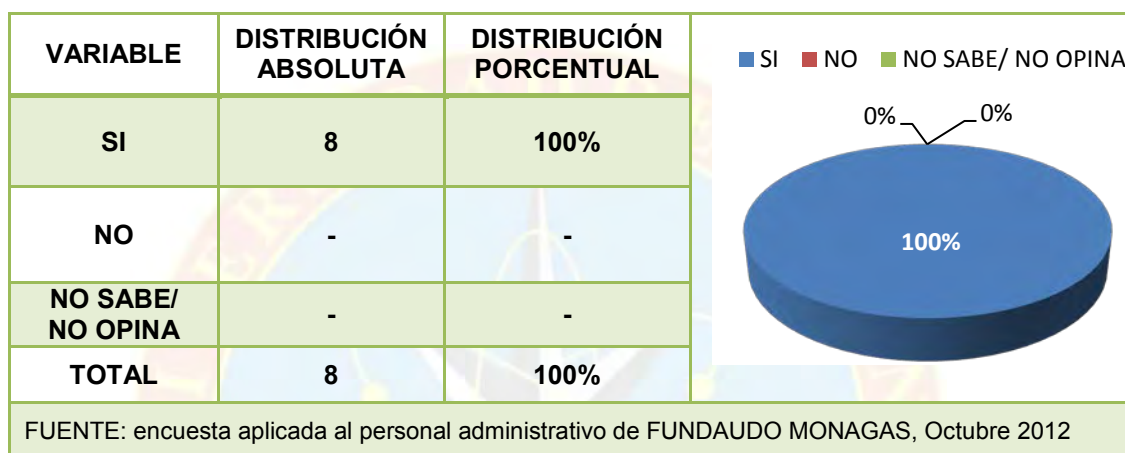 VARIABLE
DISTRIBUCIÓN
ABSOLUTA
DISTRIBUCIÓN
PORCENTUAL
SI
8
100%
NO
-
-
NO SABE/
NO OPINA
-
-
TOTAL
8
100%
SI NO NO SABE/ NO OPINA
0% 0%
100%
FUENTE: encuesta aplicada al personal administrativo de FUNDAUDO MONAGAS, Octubre 2012